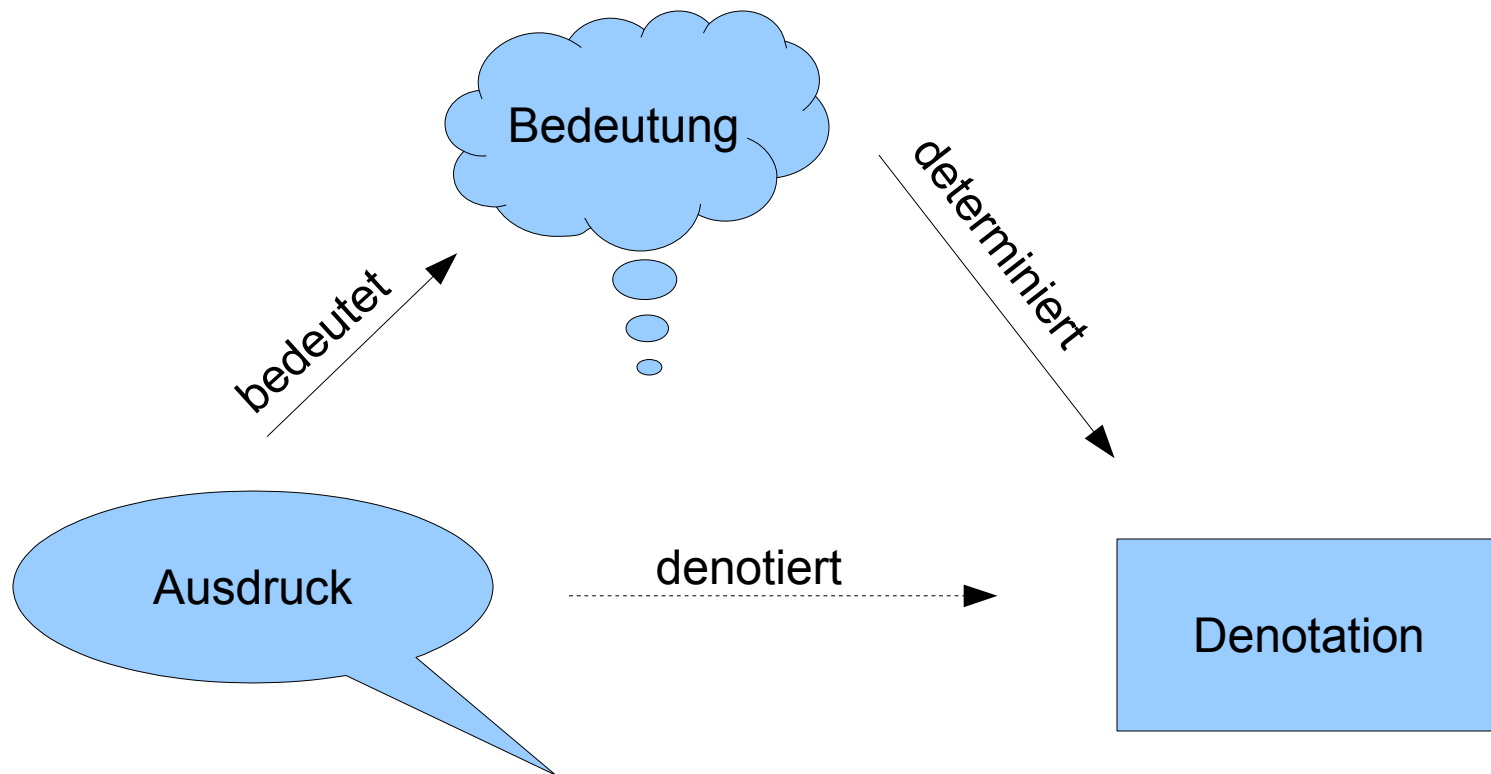 Bedeutung
bedeutet
determiniert
Ausdruck
denotiert
Denotation